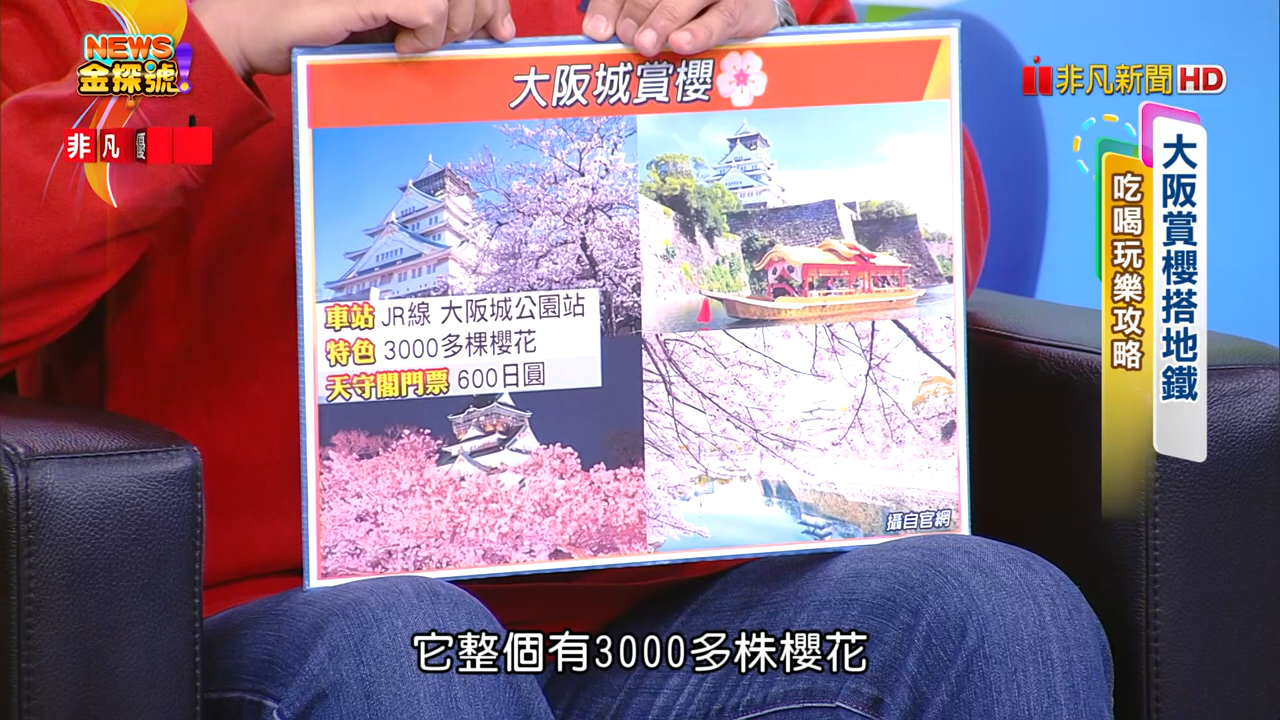 NEWS
金探號!
非凡優
大阪城賞櫻
非凡新聞HD
大阪賞櫻搭地鐵
吃喝玩樂攻略
車站 JR線 大阪城公園站
特色 3000多棵櫻花
天守閣門票 600日圓
攝自官網
它整個有3000多株櫻花